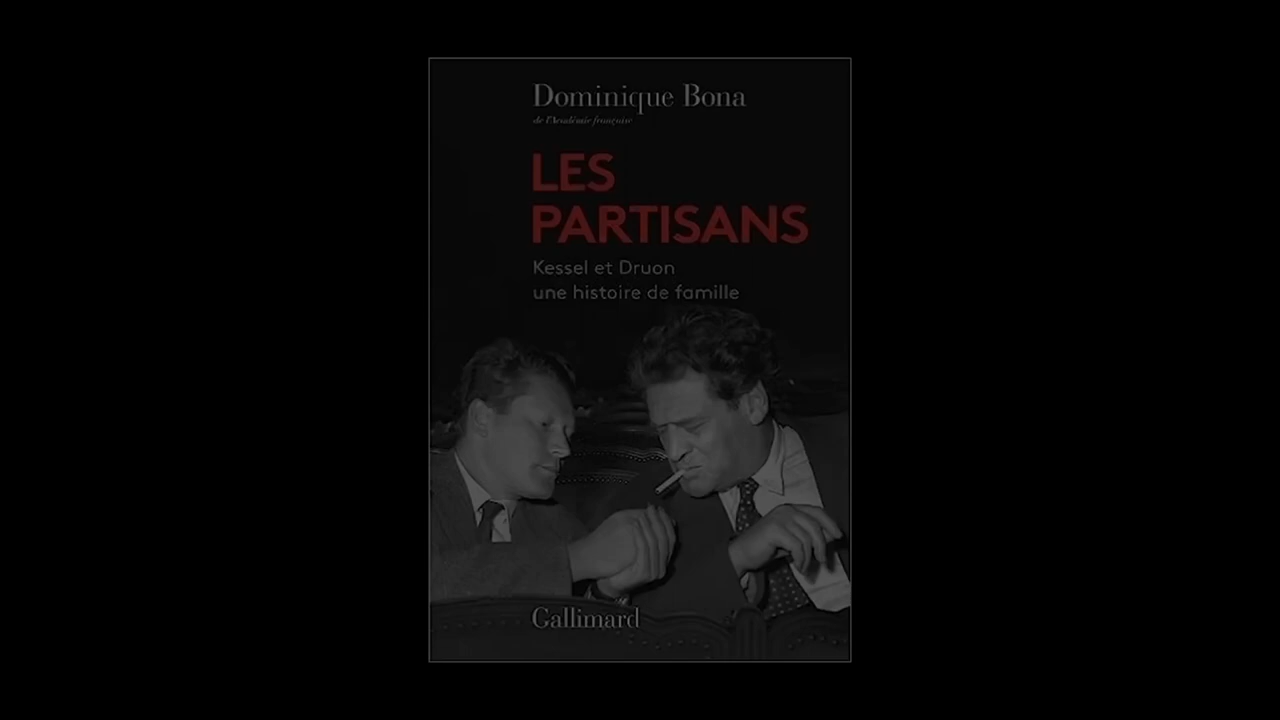 Dominique Bona
de l'Académie française
LES
PARTISANS
Kessel et Druon
une histoire de famille
Gallimard